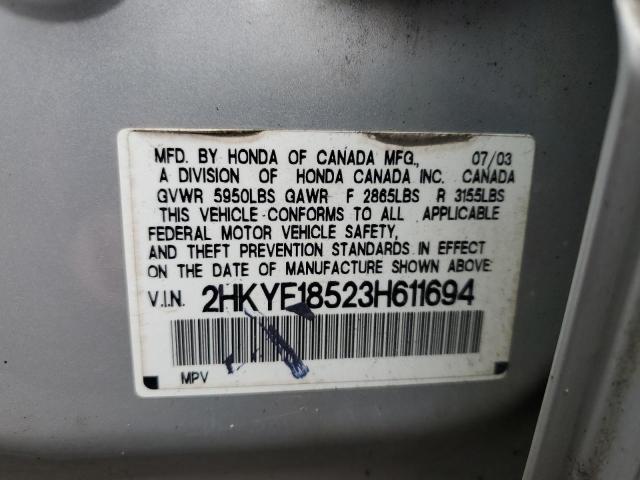 MFD. BY HONDA OF CANADA MFG., 07/03
A DIVISION OF HONDA CANADA INC. CANADA
GVWR 5950LBS GAWR F 2865LBS R 3155LBS
THIS VEHICLE CONFORMS TO ALL APPLICABLE
FEDERAL MOTOR VEHICLE SAFETY,
AND THEFT PREVENTION STANDARDS IN EFFECT
ON THE DATE OF MANUFACTURE SHOWN ABOVE.
V.I.N. 2HKYF18523H611694
MPV